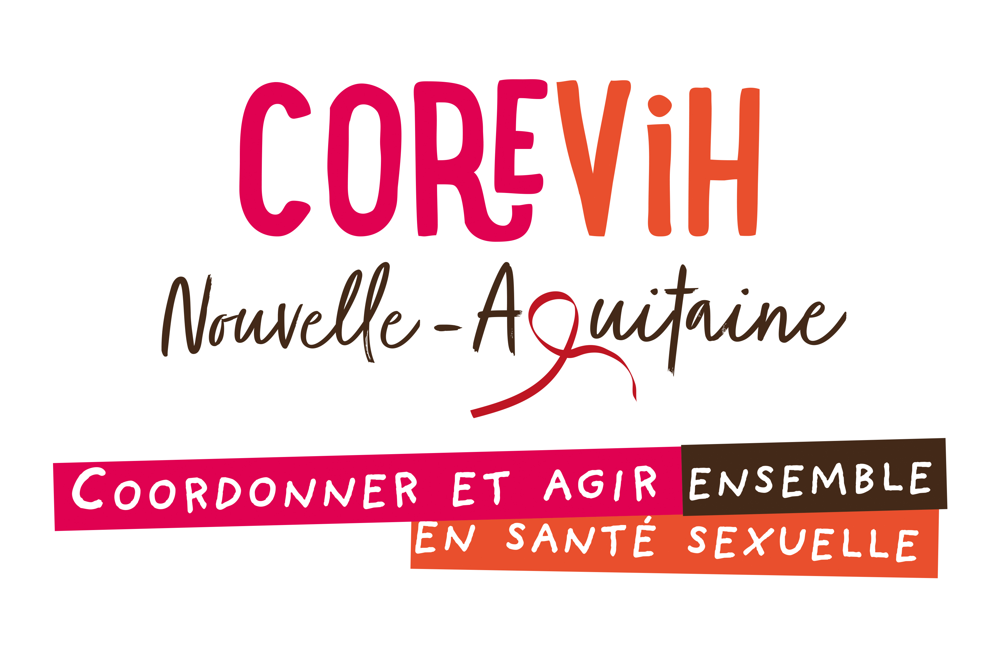 COREViH
Nouvelle-Aquitaine
COORDONNER ET AGIR ENSEMBLE
EN SANTÉ SEXUELLE